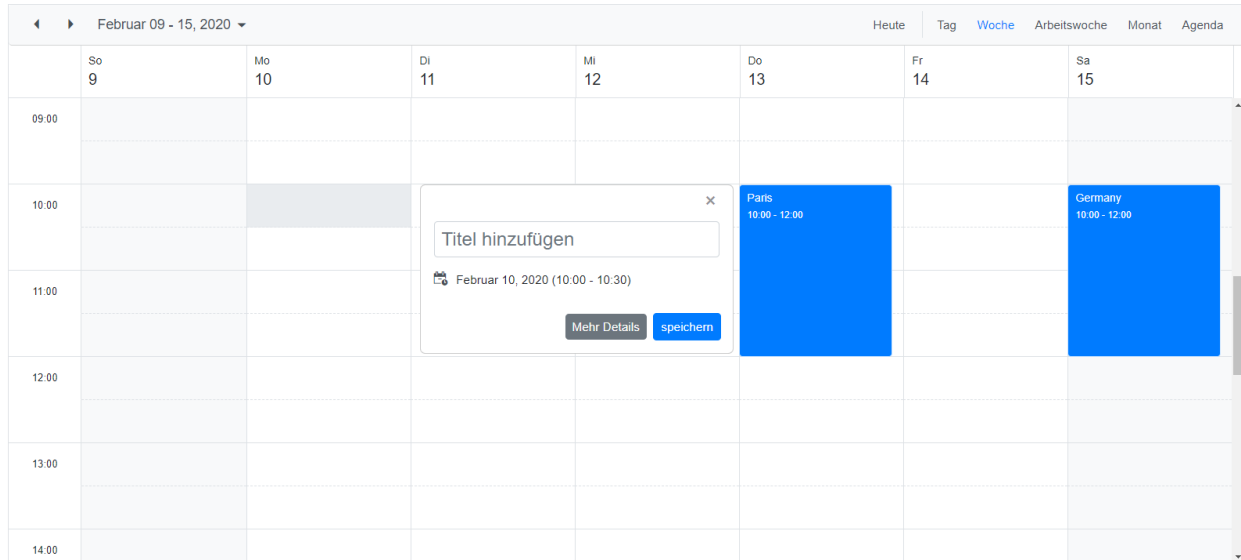 Februar 09 - 15, 2020
Heute Tag Woche Arbeitswoche Monat Agenda
So Mo Di Mi Do Fr Sa
9 10 11 12 13 14 15
09:00
10:00
Titel hinzufügen
Februar 10, 2020 (10:00 - 10:30)
Mehr Details speichern
Paris
10:00 - 12:00
Germany
10:00 - 12:00
11:00
12:00
13:00
14:00